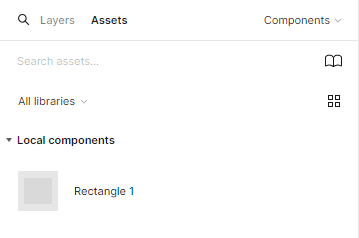 Layers Assets Components
Search assets...
All libraries
Local components
Rectangle 1